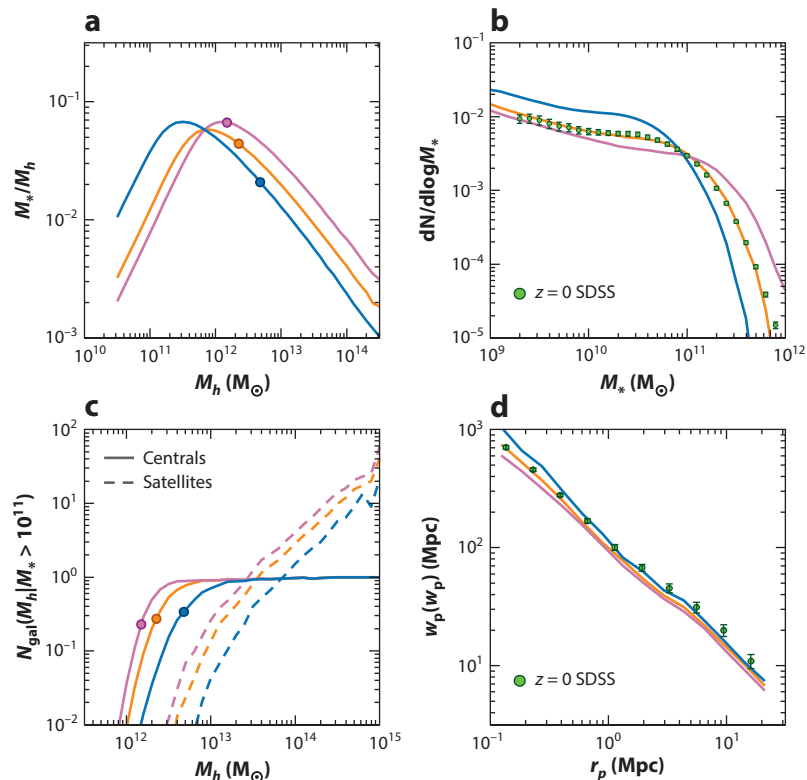 a
10⁻¹
10⁻²
10⁻³
M*/Mh
10¹⁰ 10¹¹ 10¹² 10¹³ 10¹⁴
Mh (M⊙)
b
10⁻¹
10⁻²
10⁻³
10⁻⁴
10⁻⁵
dN/dlogM*
z = 0 SDSS
10⁹ 10¹⁰ 10¹¹ 10¹²
M* (M⊙)
c
10²
10¹
10⁰
10⁻¹
10⁻²
Ngal(Mh|M* > 10¹¹)
Centrals
Satellites
10¹² 10¹³ 10¹⁴ 10¹⁵
Mh (M⊙)
d
10³
10²
10¹
wp(wp) (Mpc)
z = 0 SDSS
10⁻¹ 10⁰ 10¹
rp (Mpc)